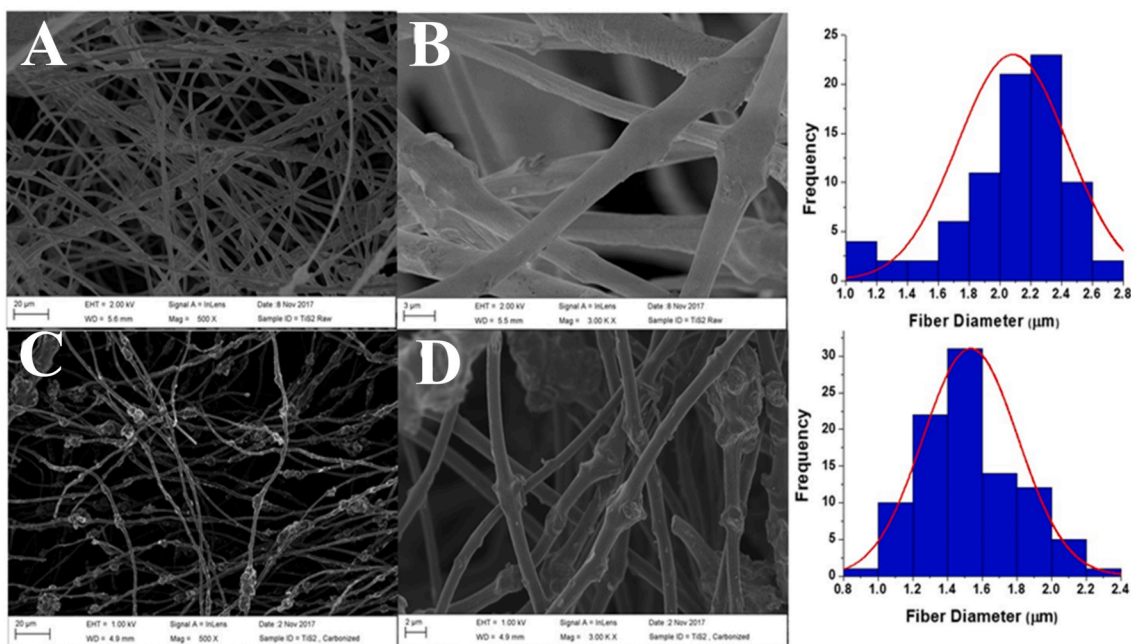 A
20 µm
EHT = 2.00 kV
Signal A = InLens
Date :8 Nov 2017
WD = 5.6 mm
Mag = 500 X
Sample ID = TiS2 Raw
B
3 µm
EHT = 2.00 kV
Signal A = InLens
Date :8 Nov 2017
WD = 5.5 mm
Mag = 3.00 K X
Sample ID = TiS2 Raw
25
20
15
10
5
0
Frequency
1.0 1.2 1.4 1.6 1.8 2.0 2.2 2.4 2.6 2.8
Fiber Diameter (µm)
C
20 µm
EHT = 1.00 kV
Signal A = InLens
Date :2 Nov 2017
WD = 4.9 mm
Mag = 500 X
Sample ID = TiS2 , Carbonized
D
2 µm
EHT = 1.00 kV
Signal A = InLens
Date :2 Nov 2017
WD = 4.9 mm
Mag = 3.00 K X
Sample ID = TiS2 , Carbonized
30
25
20
15
10
5
0
Frequency
0.8 1.0 1.2 1.4 1.6 1.8 2.0 2.2 2.4
Fiber Diameter (µm)